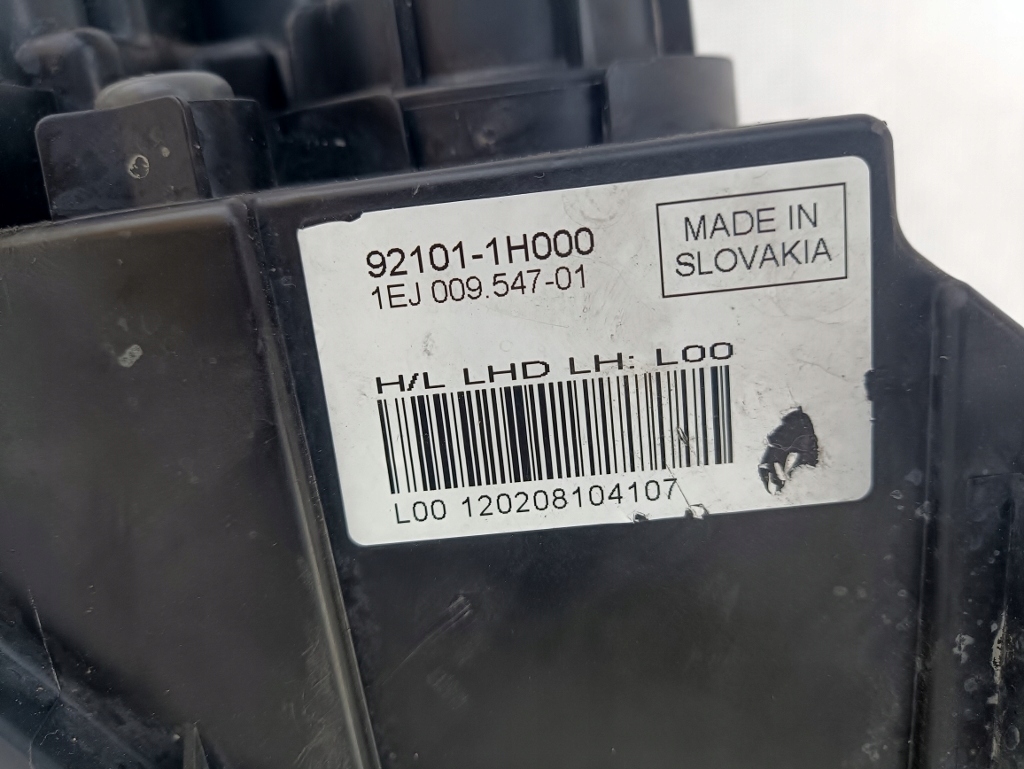 92101-1H000
1EJ 009.547-01
MADE IN
SLOVAKIA
H/L LHD LH: L00
L00 120208104107